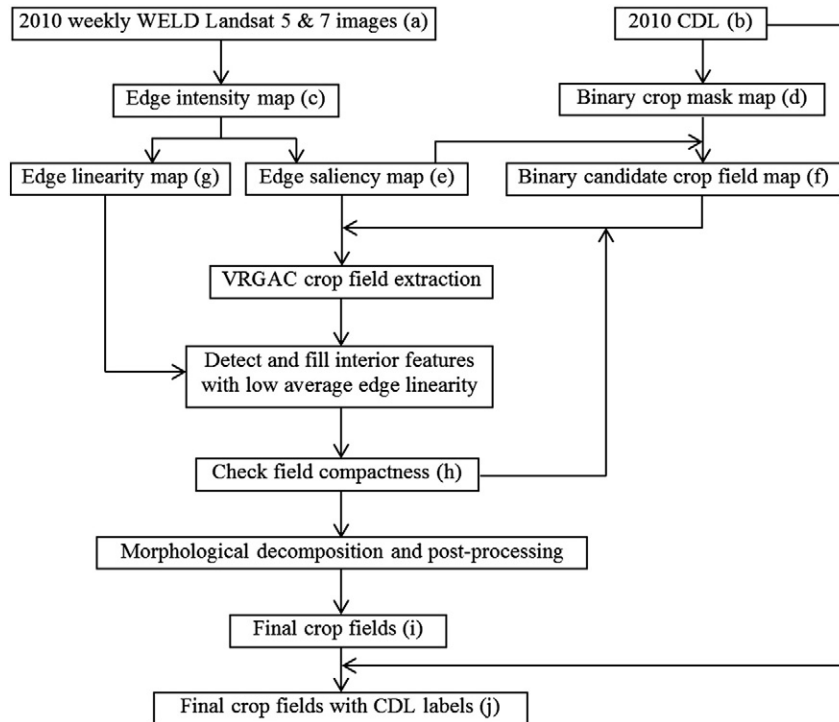 2010 weekly WELD Landsat 5 & 7 images (a)
2010 CDL (b)
Edge intensity map (c)
Binary crop mask map (d)
Edge linearity map (g)
Edge saliency map (e)
Binary candidate crop field map (f)
VRGAC crop field extraction
Detect and fill interior features
with low average edge linearity
Check field compactness (h)
Morphological decomposition and post-processing
Final crop fields (i)
Final crop fields with CDL labels (j)